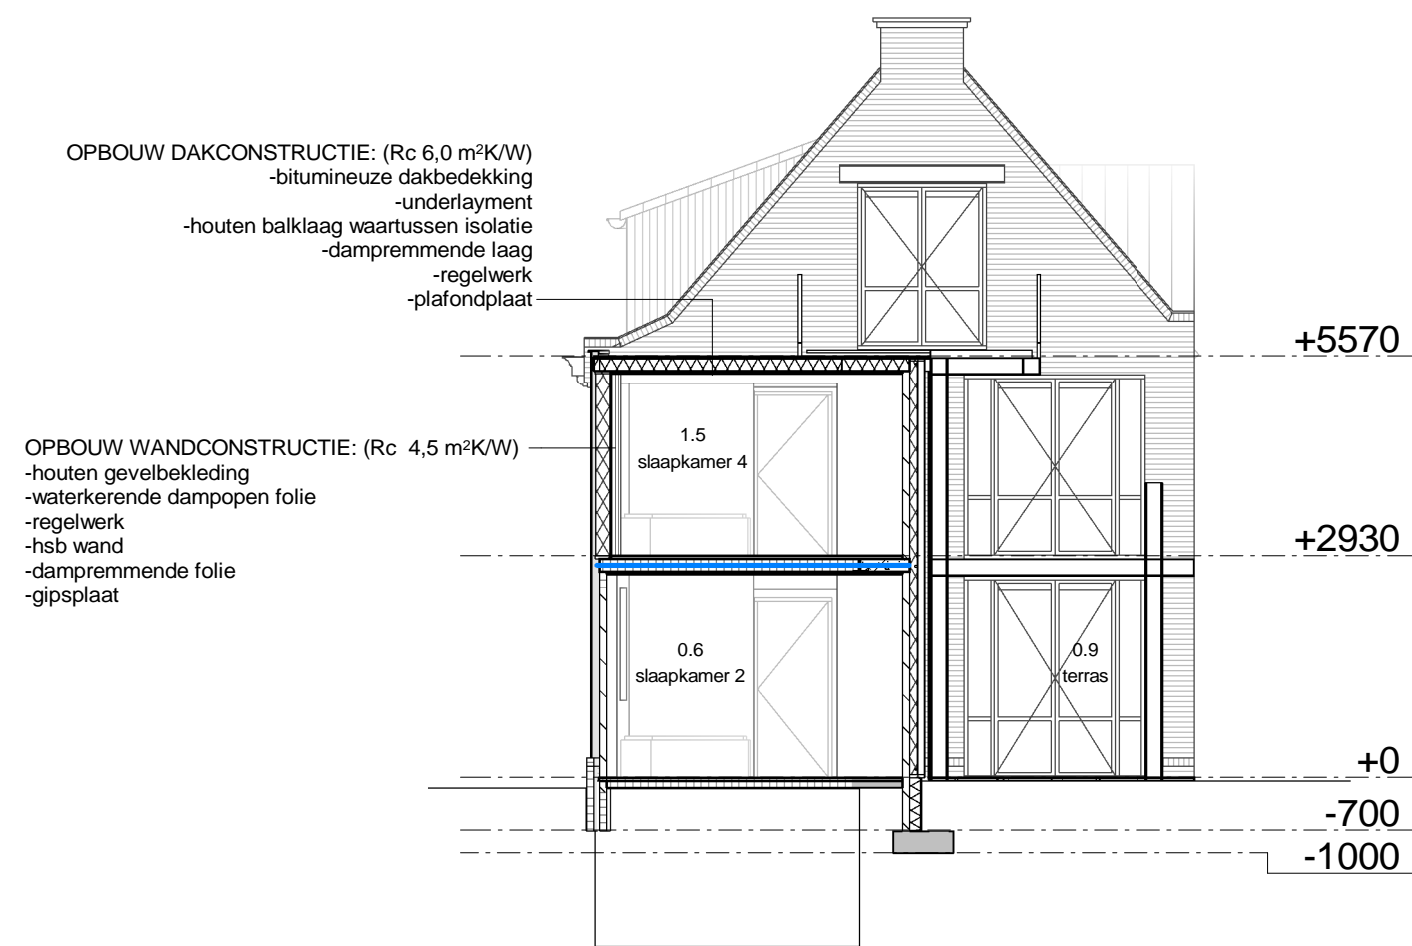 OPBOUW DAKCONSTRUCTIE: (Rc 6,0 m²K/W)
-bitumineuze dakbedekking
-underlayment
-houten balklaag waartussen isolatie
-dampremmende laag
-regelwerk
-plafondplaat
+5570
1.5
slaapkamer 4
OPBOUW WANDCONSTRUCTIE: (Rc  4,5 m²K/W)
-houten gevelbekleding
-waterkerende dampopen folie
-regelwerk
-hsb wand
-dampremmende folie
-gipsplaat
+2930
0.6
slaapkamer 2
0.9
terras
+0
-700
-1000